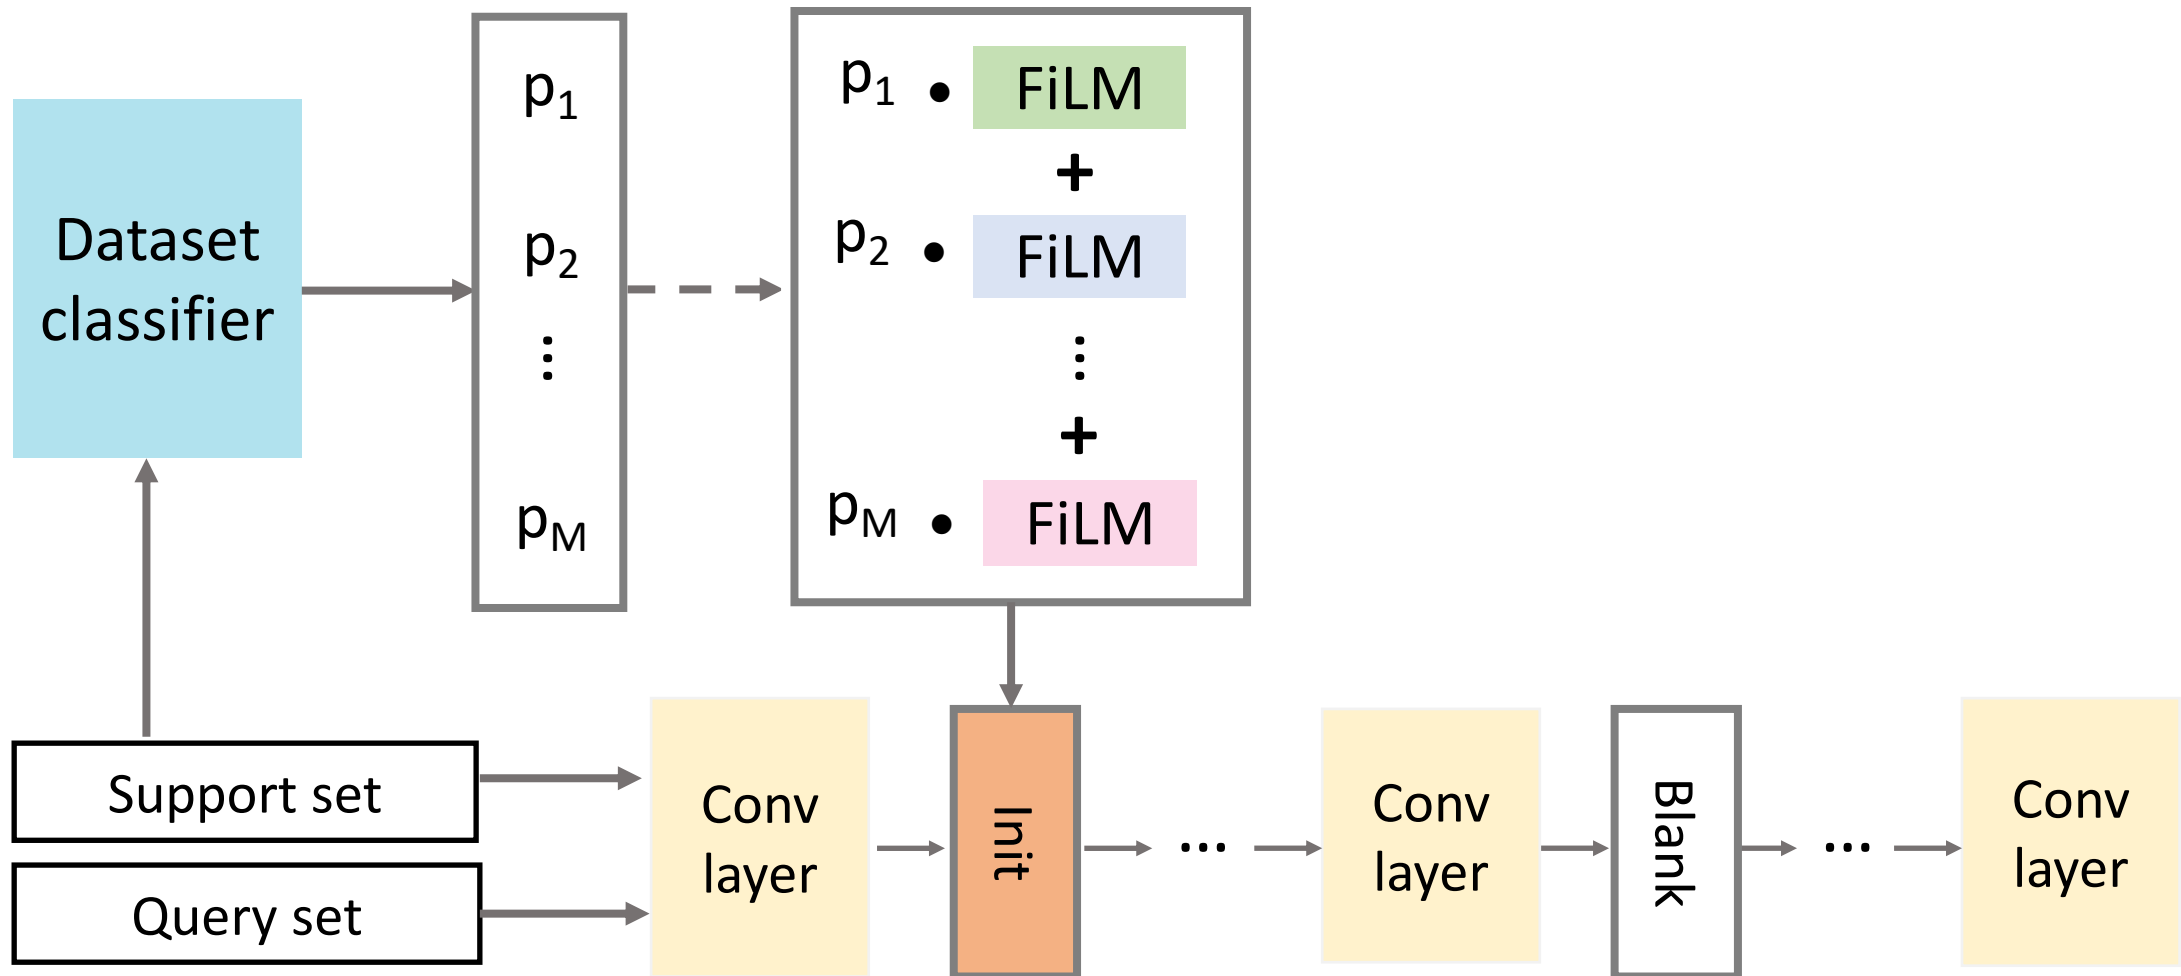 Dataset
classifier
p1
p2
⋮
pM
p1 • FiLM
+
p2 • FiLM
⋮
+
pM • FiLM
Support set
Query set
Conv
layer
Init
...
Conv
layer
Blank
...
Conv
layer